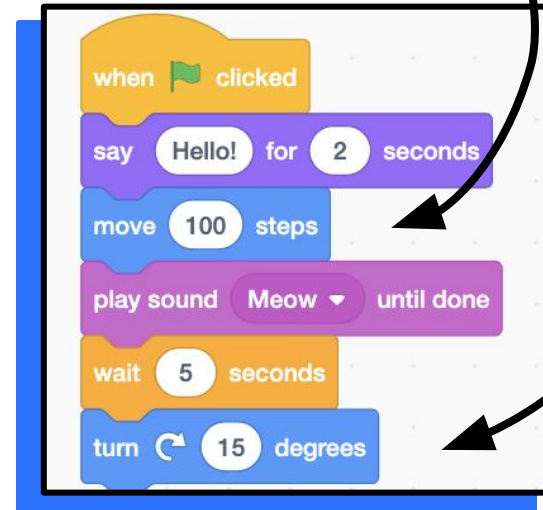 when clicked
say Hello! for 2 seconds
move 100 steps
play sound Meow until done
wait 5 seconds
turn 15 degrees